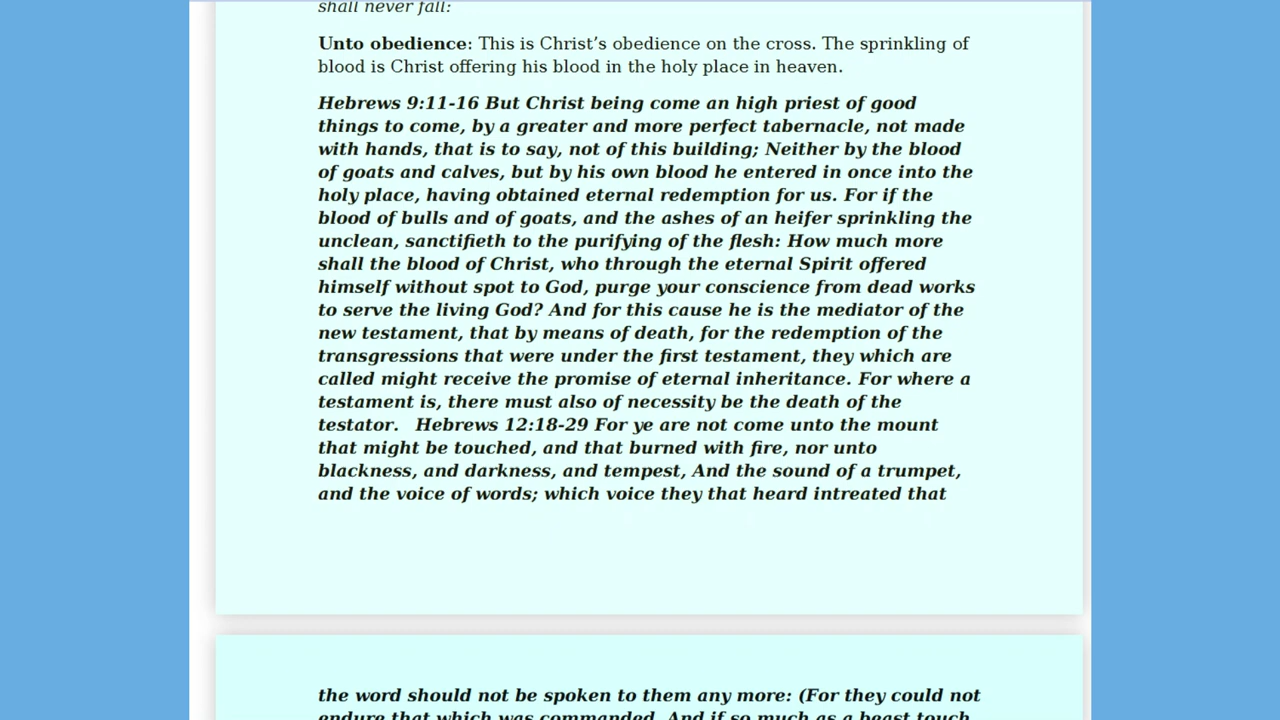 shall never fall:
Unto obedience: This is Christ’s obedience on the cross. The sprinkling of
blood is Christ offering his blood in the holy place in heaven.
Hebrews 9:11-16 But Christ being come an high priest of good
things to come, by a greater and more perfect tabernacle, not made
with hands, that is to say, not of this building; Neither by the blood
of goats and calves, but by his own blood he entered in once into the
holy place, having obtained eternal redemption for us. For if the
blood of bulls and of goats, and the ashes of an heifer sprinkling the
unclean, sanctifieth to the purifying of the flesh: How much more
shall the blood of Christ, who through the eternal Spirit offered
himself without spot to God, purge your conscience from dead works
to serve the living God? And for this cause he is the mediator of the
new testament, that by means of death, for the redemption of the
transgressions that were under the first testament, they which are
called might receive the promise of eternal inheritance. For where a
testament is, there must also of necessity be the death of the
testator. Hebrews 12:18-29 For ye are not come unto the mount
that might be touched, and that burned with fire, nor unto
blackness, and darkness, and tempest, And the sound of a trumpet,
and the voice of words; which voice they that heard intreated that
the word should not be spoken to them any more: (For they could not
endure that which was commanded, And if so much as a beast touch